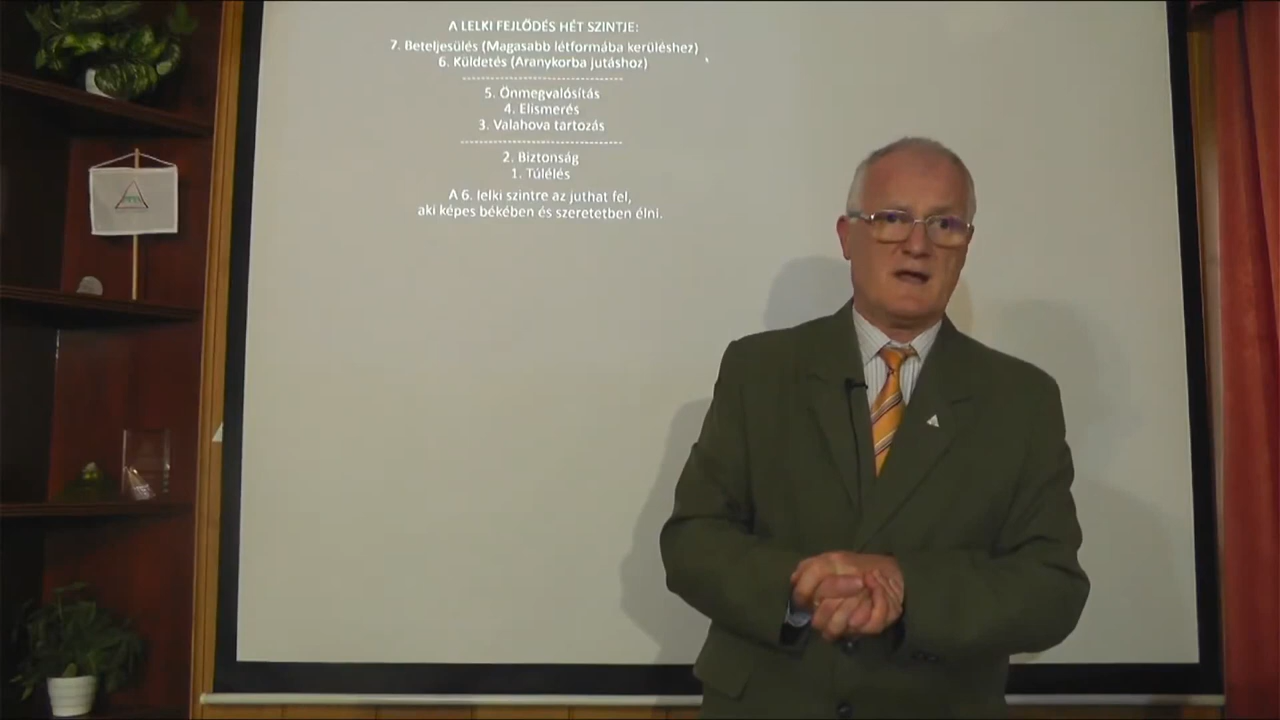 A LELKI FEJLŐDÉS HÉT SZINTJE:
7. Beteljesülés (Magasabb létformába kerüléshez)
6. Küldetés (Aranykorba jutáshoz)
--------------------------------
5. Önmegvalósítás
4. Elismerés
3. Valahova tartozás
--------------------------------
2. Biztonság
1. Túlélés
A 6. lelki szintre az juthat fel,
aki képes békében és szeretetben élni.